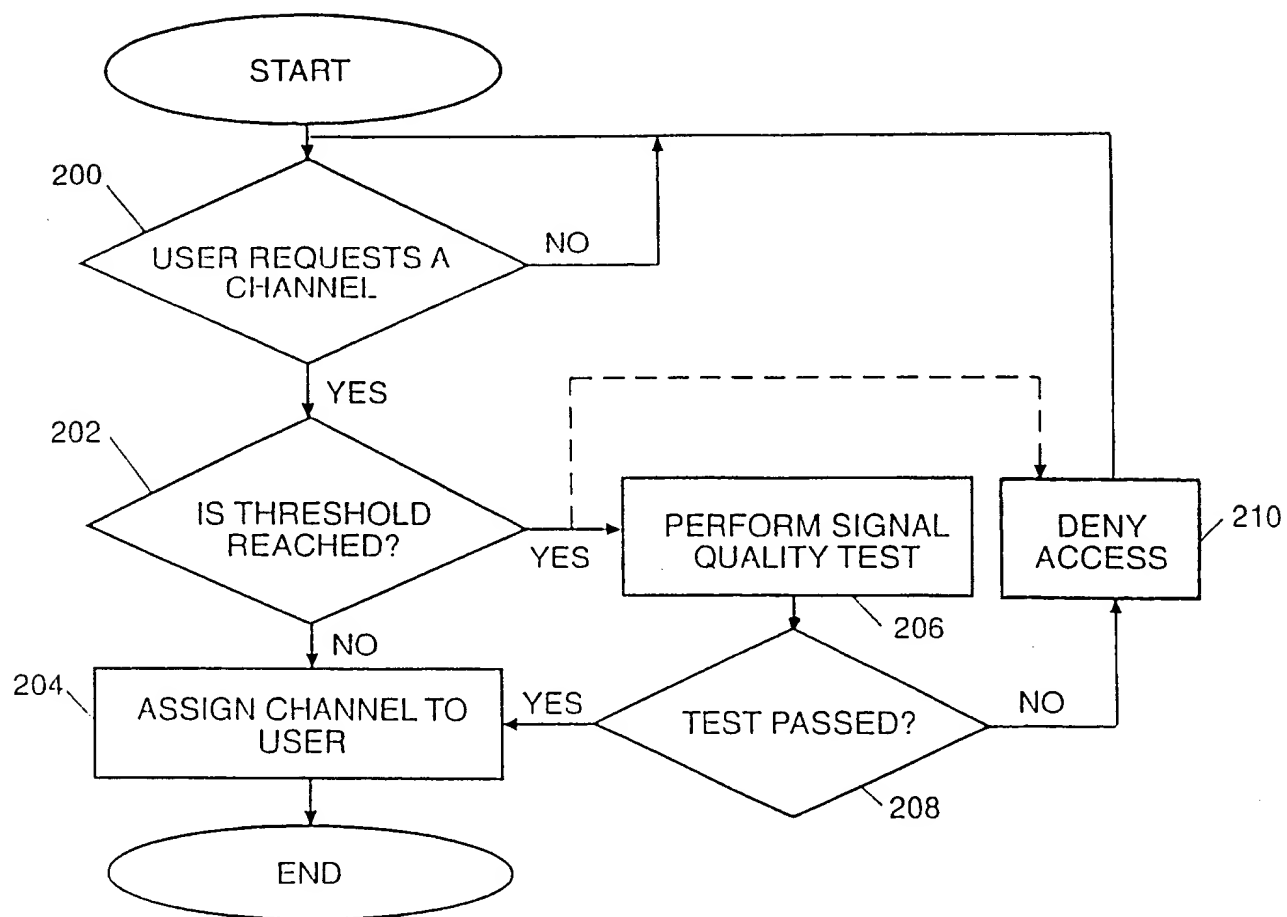 START
200
USER REQUESTS A
CHANNEL
NO
YES
202
IS THRESHOLD
REACHED?
YES
PERFORM SIGNAL
QUALITY TEST
206
DENY
ACCESS
210
NO
204
ASSIGN CHANNEL TO
USER
YES
TEST PASSED?
NO
208
END